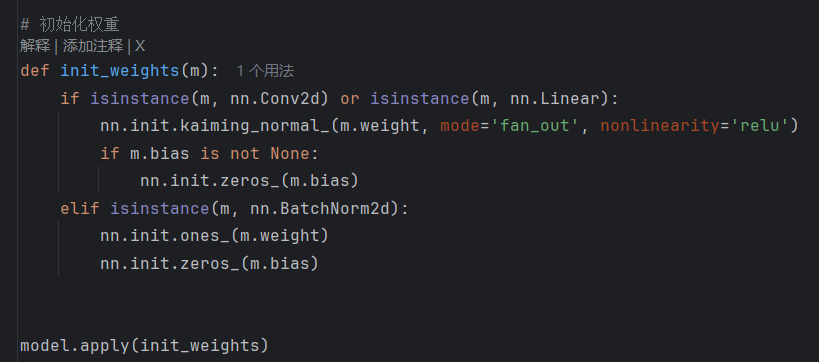 # 初始化权重
解释 | 添加注释 | X
def init_weights(m):  1 个用法
    if isinstance(m, nn.Conv2d) or isinstance(m, nn.Linear):
        nn.init.kaiming_normal_(m.weight, mode='fan_out', nonlinearity='relu')
        if m.bias is not None:
            nn.init.zeros_(m.bias)
    elif isinstance(m, nn.BatchNorm2d):
        nn.init.ones_(m.weight)
        nn.init.zeros_(m.bias)
model.apply(init_weights)